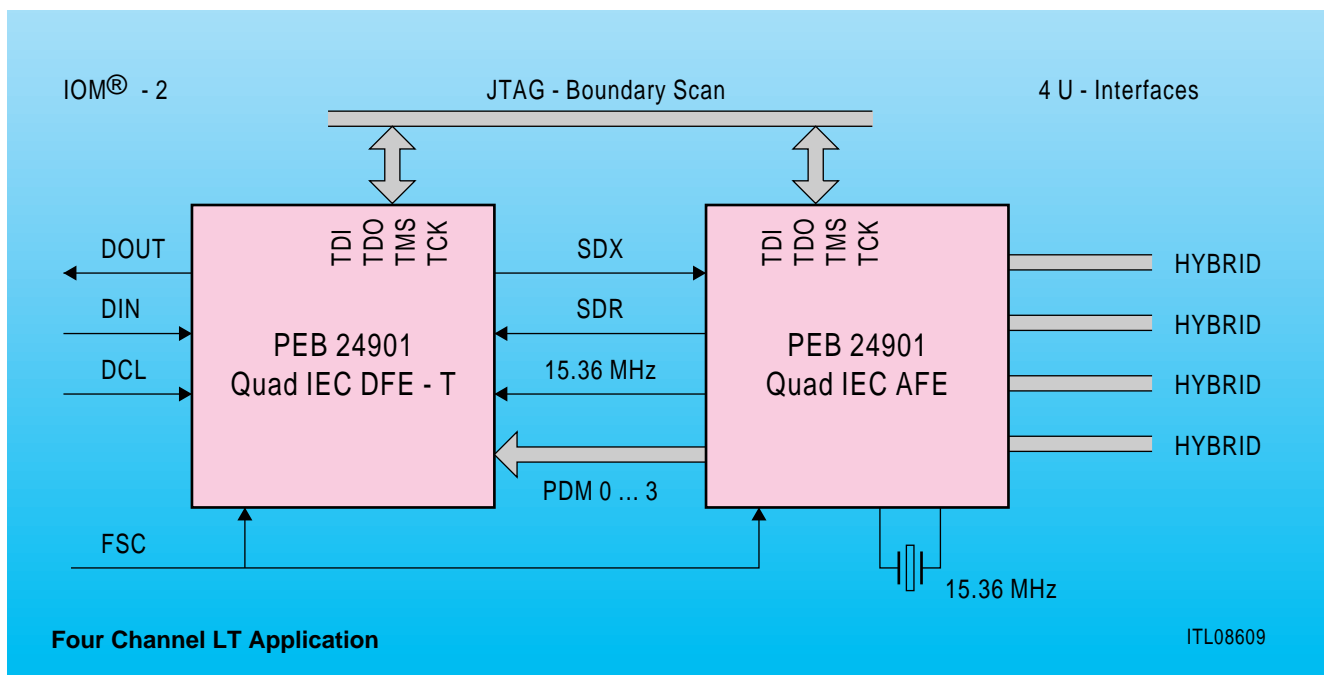 IOM® - 2
JTAG - Boundary Scan
4 U - Interfaces
TDI
TDO
TMS
TCK
TDI
TDO
TMS
TCK
DOUT
SDX
HYBRID
DIN
SDR
HYBRID
PEB 24901
Quad IEC DFE - T
PEB 24901
Quad IEC AFE
DCL
15.36 MHz
HYBRID
HYBRID
PDM 0 ... 3
FSC
15.36 MHz
Four Channel LT Application
ITL08609